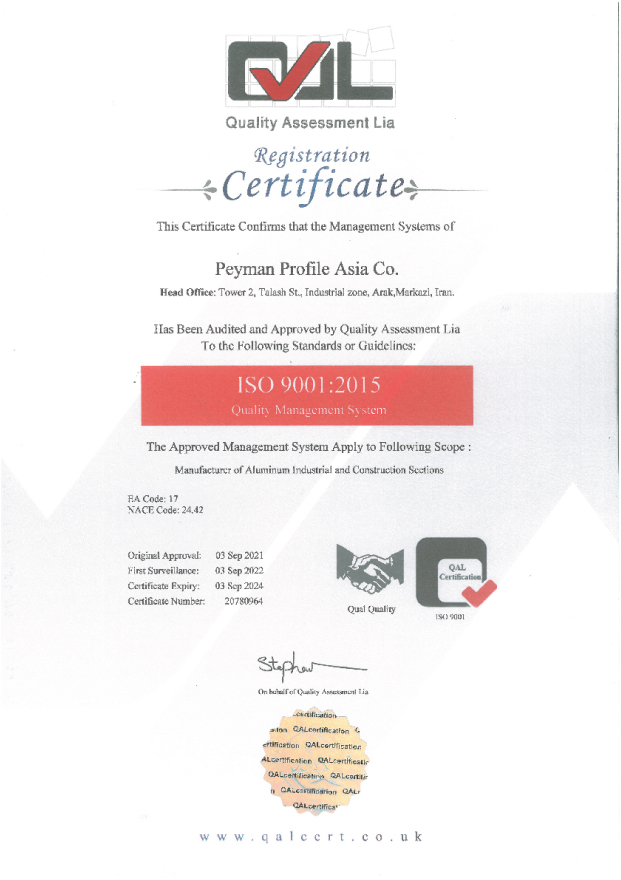 QAL
Quality Assessment Lia
Registration
Certificate
This Certificate Confirms that the Management Systems of
Peyman Profile Asia Co.
Head Office: Tower 2, Talash St., Industrial zone, Arak,Markazi, Iran.
Has Been Audited and Approved by Quality Assessment Lia
To the Following Standards or Guidelines:
ISO 9001:2015
Quality Management System
The Approved Management System Apply to Following Scope :
Manufacturer of Aluminum Industrial and Construction Sections
EA Code: 17
NACE Code: 24.42
Original Approval: 03 Sep 2021
First Surveillance: 03 Sep 2022
Certificate Expiry: 03 Sep 2024
Certificate Number: 20780964
Qual Quality
QAL
Certification
ISO 9001
Stephen
On behalf of Quality Assessment Lia
certification
ation QALcertification
ertification QALcertification
ALcertification QALcertificatio
QALcertification QALcertifi
n QALcertification QAL
QALcertificat
www.qalcert.co.uk